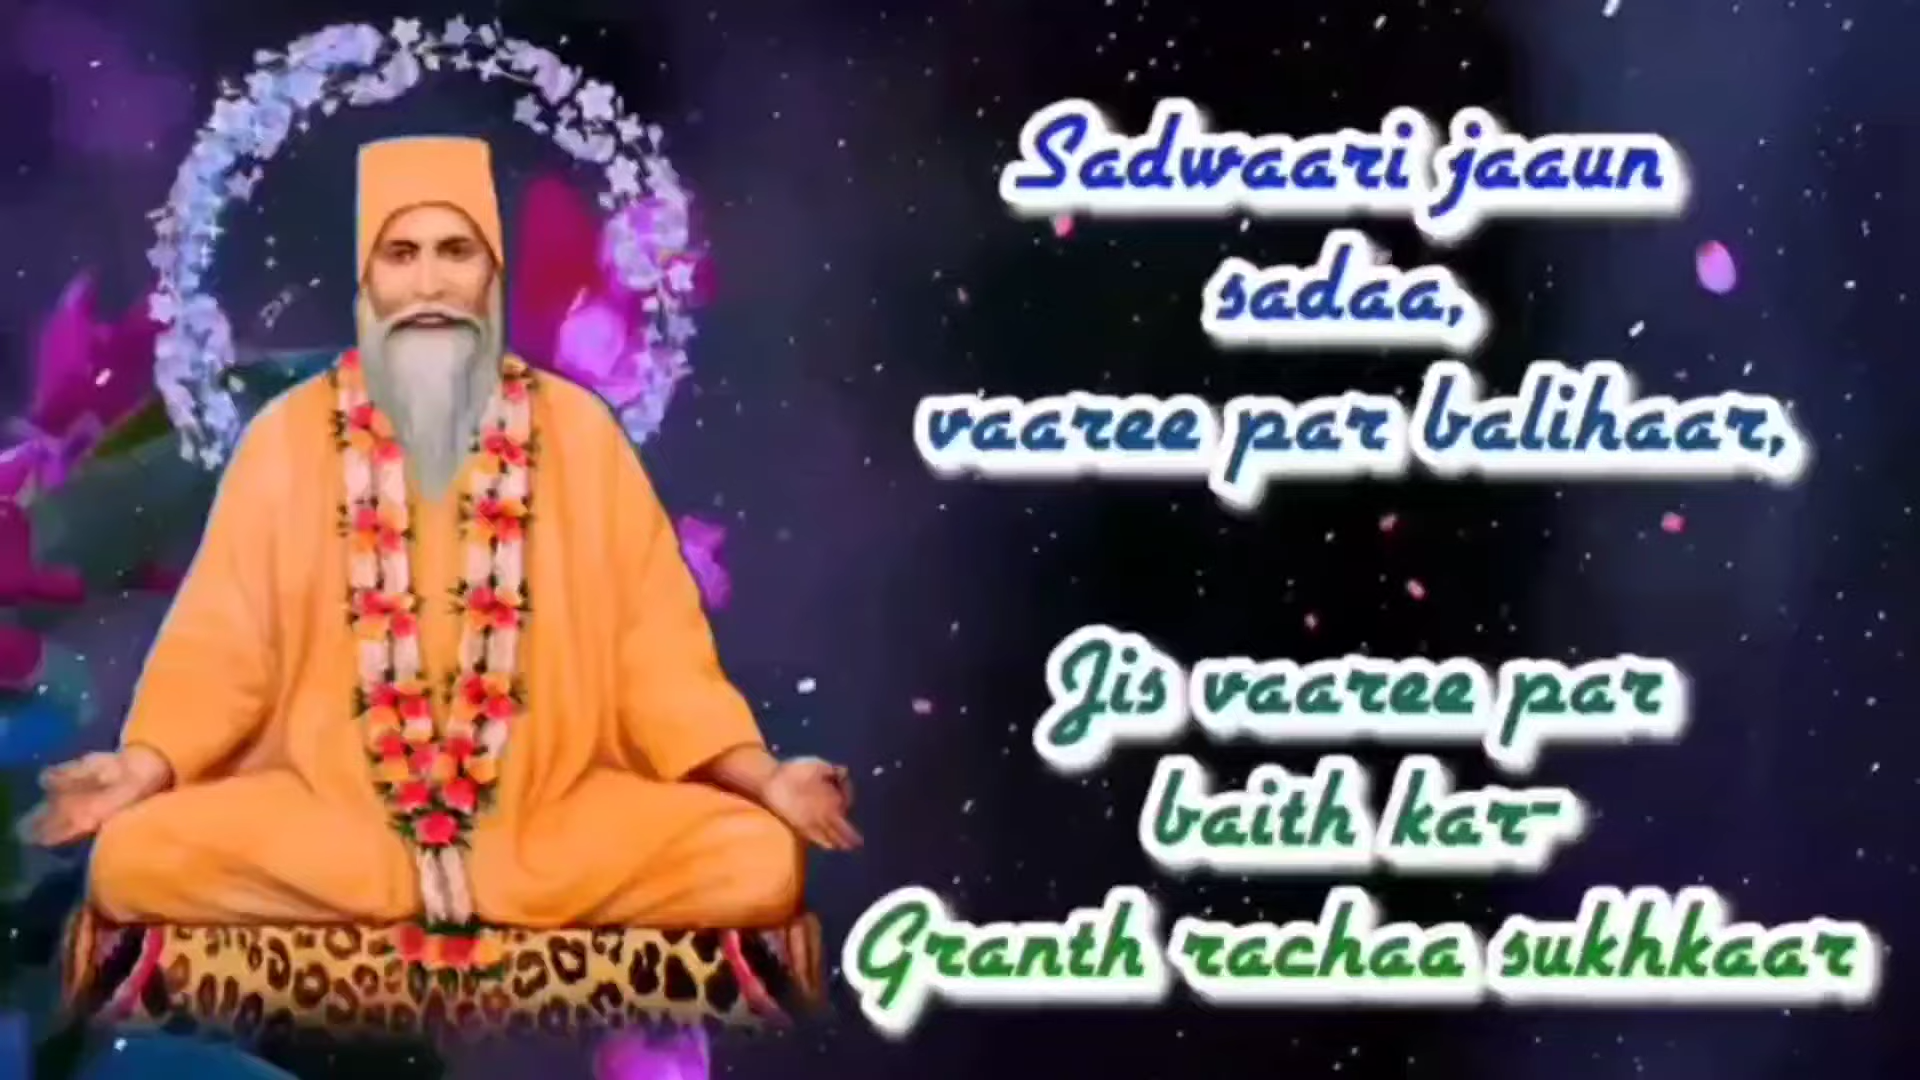 Sadwaari jaaun
sadaa,
vaaree par balihaar,
Jis vaaree par
baith kar-
Granth rachaa sukhkaar